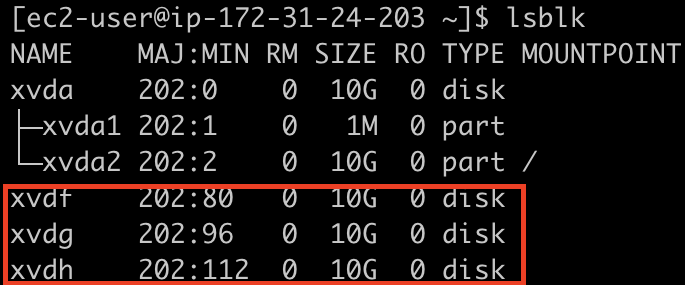 [ec2-user@ip-172-31-24-203 ~]$ lsblk
NAME    MAJ:MIN RM SIZE RO TYPE MOUNTPOINT
xvda    202:0    0  10G  0 disk
├─xvda1 202:1    0   1M  0 part
└─xvda2 202:2    0  10G  0 part /
xvdf    202:80   0  10G  0 disk
xvdg    202:96   0  10G  0 disk
xvdh    202:112  0  10G  0 disk